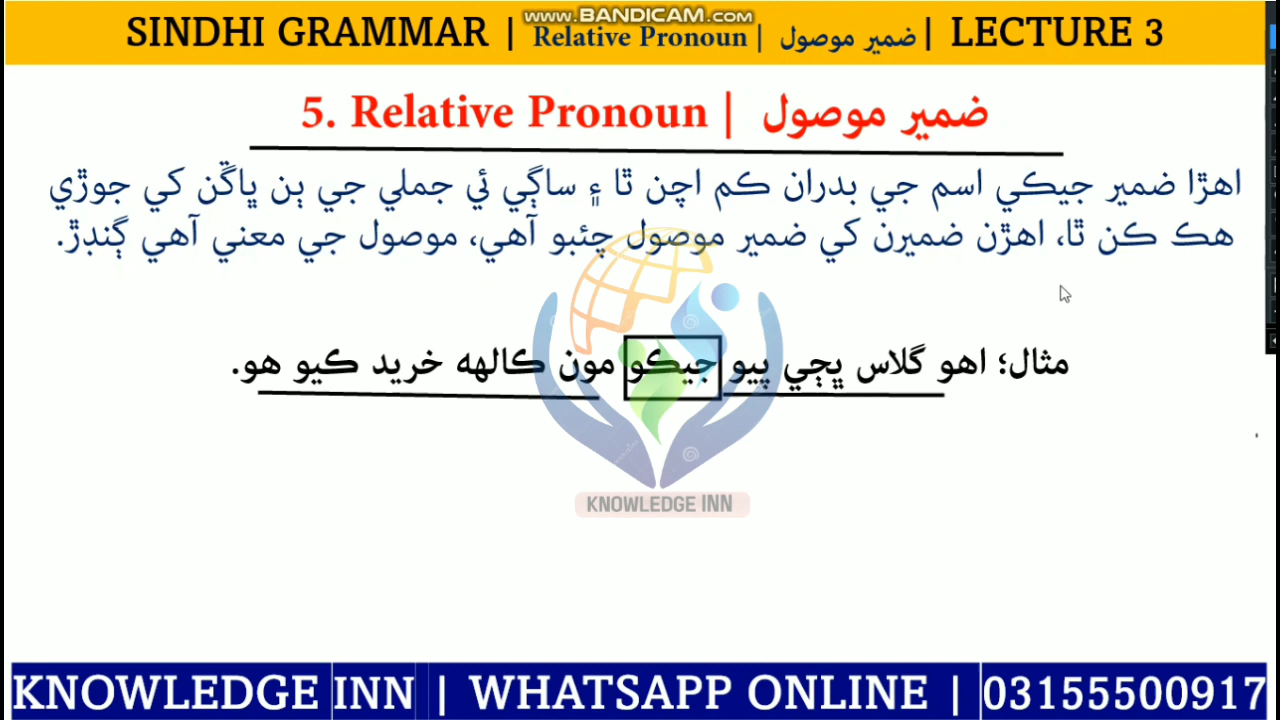 www.BANDICAM.com
SINDHI GRAMMAR | Relative Pronoun | ضمير موصول | LECTURE 3
5. Relative Pronoun | ضمير موصول
اهڙا ضمير جيڪي اسم جي بدران ڪم اچن ٿا ۽ ساڳي ئي جملي جي ٻن ڀاڱن کي جوڙي
هڪ ڪن ٿا، اهڙن ضميرن کي ضمير موصول چئبو آهي، موصول جي معني آهي ڳنڍڙ.
مثال؛ اهو گلاس ڀڃي پيو جيڪو مون ڪالهه خريد ڪيو هو.
KNOWLEDGE INN
KNOWLEDGE INN | WHATSAPP ONLINE | 03155500917